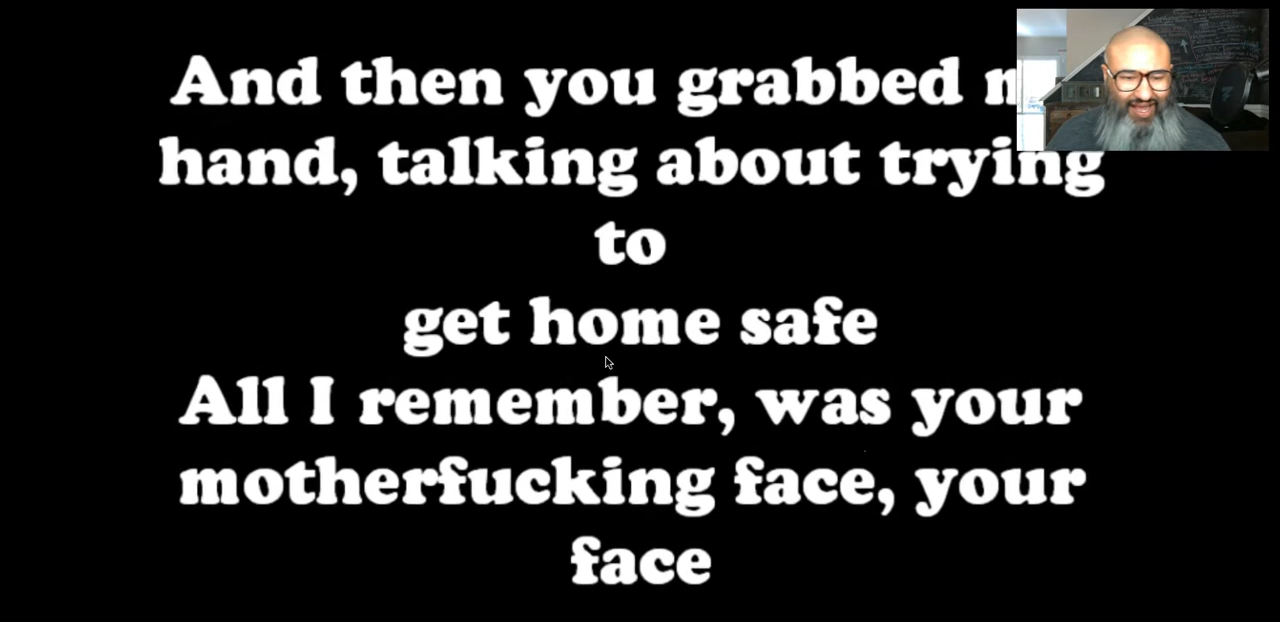 And then you grabbed
hand, talking about trying
to
get home safe
All I remember, was your
motherfucking face, your
face